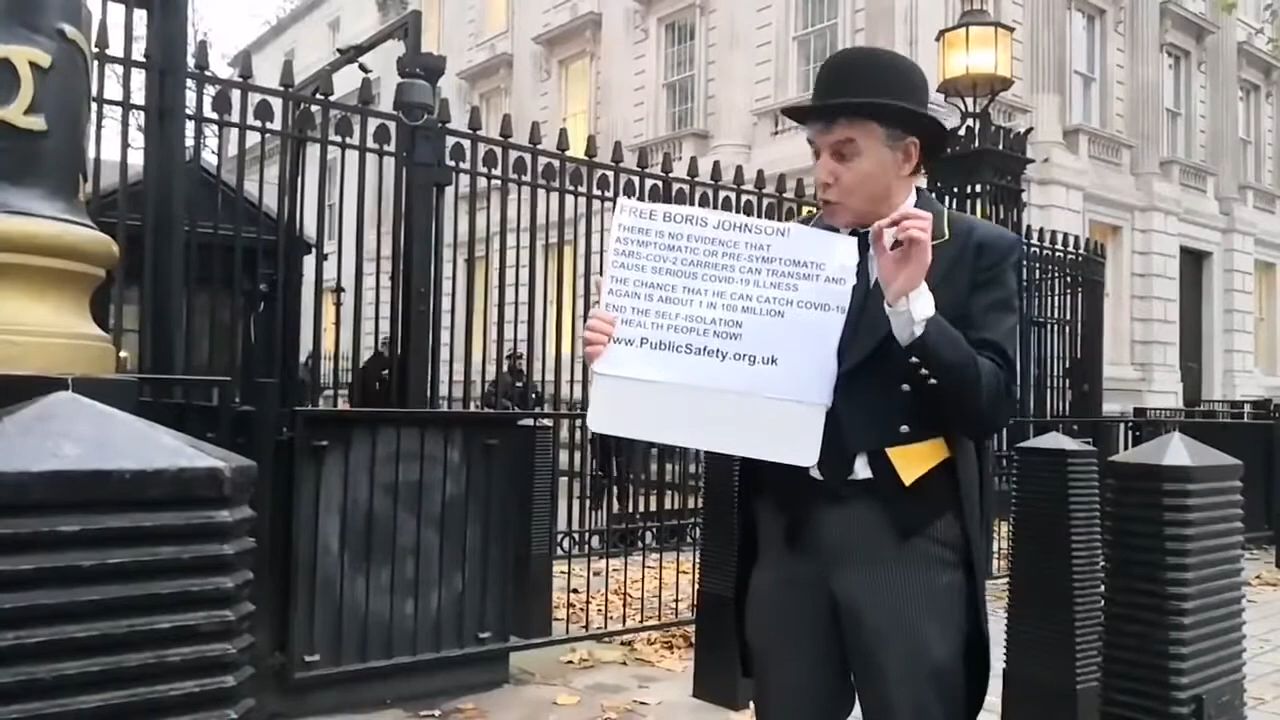 FREE BORIS JOHNSON!
THERE IS NO EVIDENCE THAT
ASYMPTOMATIC OR PRE-SYMPTOMATIC
SARS-COV-2 CARRIERS CAN TRANSMIT AND
CAUSE SERIOUS COVID-19 ILLNESS
THE CHANCE THAT HE CAN CATCH COVID-19
AGAIN IS ABOUT 1 IN 100 MILLION
END THE SELF-ISOLATION
HEALTH PEOPLE NOW!
www.PublicSafety.org.uk